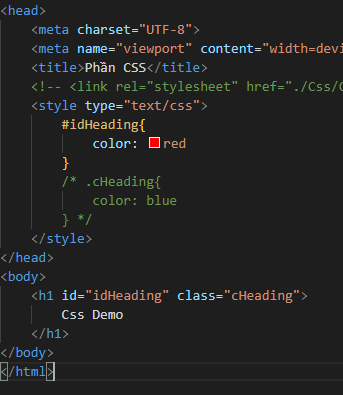 <head>
<meta charset="UTF-8">
<meta name="viewport" content="width=devi
<title>Phần CSS</title>
<!-- <link rel="stylesheet" href="./Css/C
<style type="text/css">
#idHeading{
color: red
}
/* .cHeading{
color: blue
} */
</style>
</head>
<body>
<h1 id="idHeading" class="cHeading">
Css Demo
</h1>
</body>
</html>